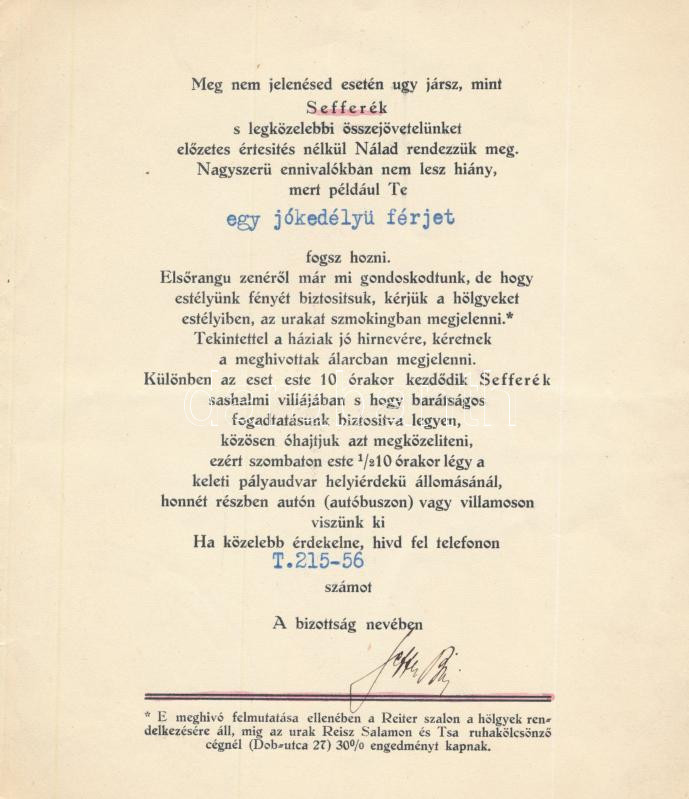 Meg nem jelenésed esetén ugy jársz, mint
Sefferék
s legközelebbi összejövetelünket
előzetes értesités nélkül Nálad rendezzük meg.
Nagyszerü ennivalókban nem lesz hiány,
mert például Te
egy jókedélyü férjet
fogsz hozni.
Elsőrangu zenéről már mi gondoskodtunk, de hogy
estélyünk fényét biztositsuk, kérjük a hölgyeket
estélyiben, az urakat szmokingban megjelenni.*
Tekintettel a háziak jó hirnevére, kéretnek
a meghivottak álarcban megjelenni.
Különben az eset este 10 órakor kezdődik Sefferék
sashalmi villájában s hogy barátságos
fogadtatásunk biztositva legyen,
közösen óhajtjuk azt megközeliteni,
ezért szombaton este 1/2 10 órakor légy a
keleti pályaudvar helyiérdekü állomásánál,
honnét részben autón (autóbuszon) vagy villamoson
viszünk ki
Ha közelebb érdekelne, hivd fel telefonon
T.215-56
számot
A bizottság nevében
* E meghivó felmutatása ellenében a Reiter szalon a hölgyek ren-
delkezésére áll, mig az urak Reisz Salamon és Tsa ruhakölcsönző
cégnél (Dob-utca 27) 30% engedményt kapnak.